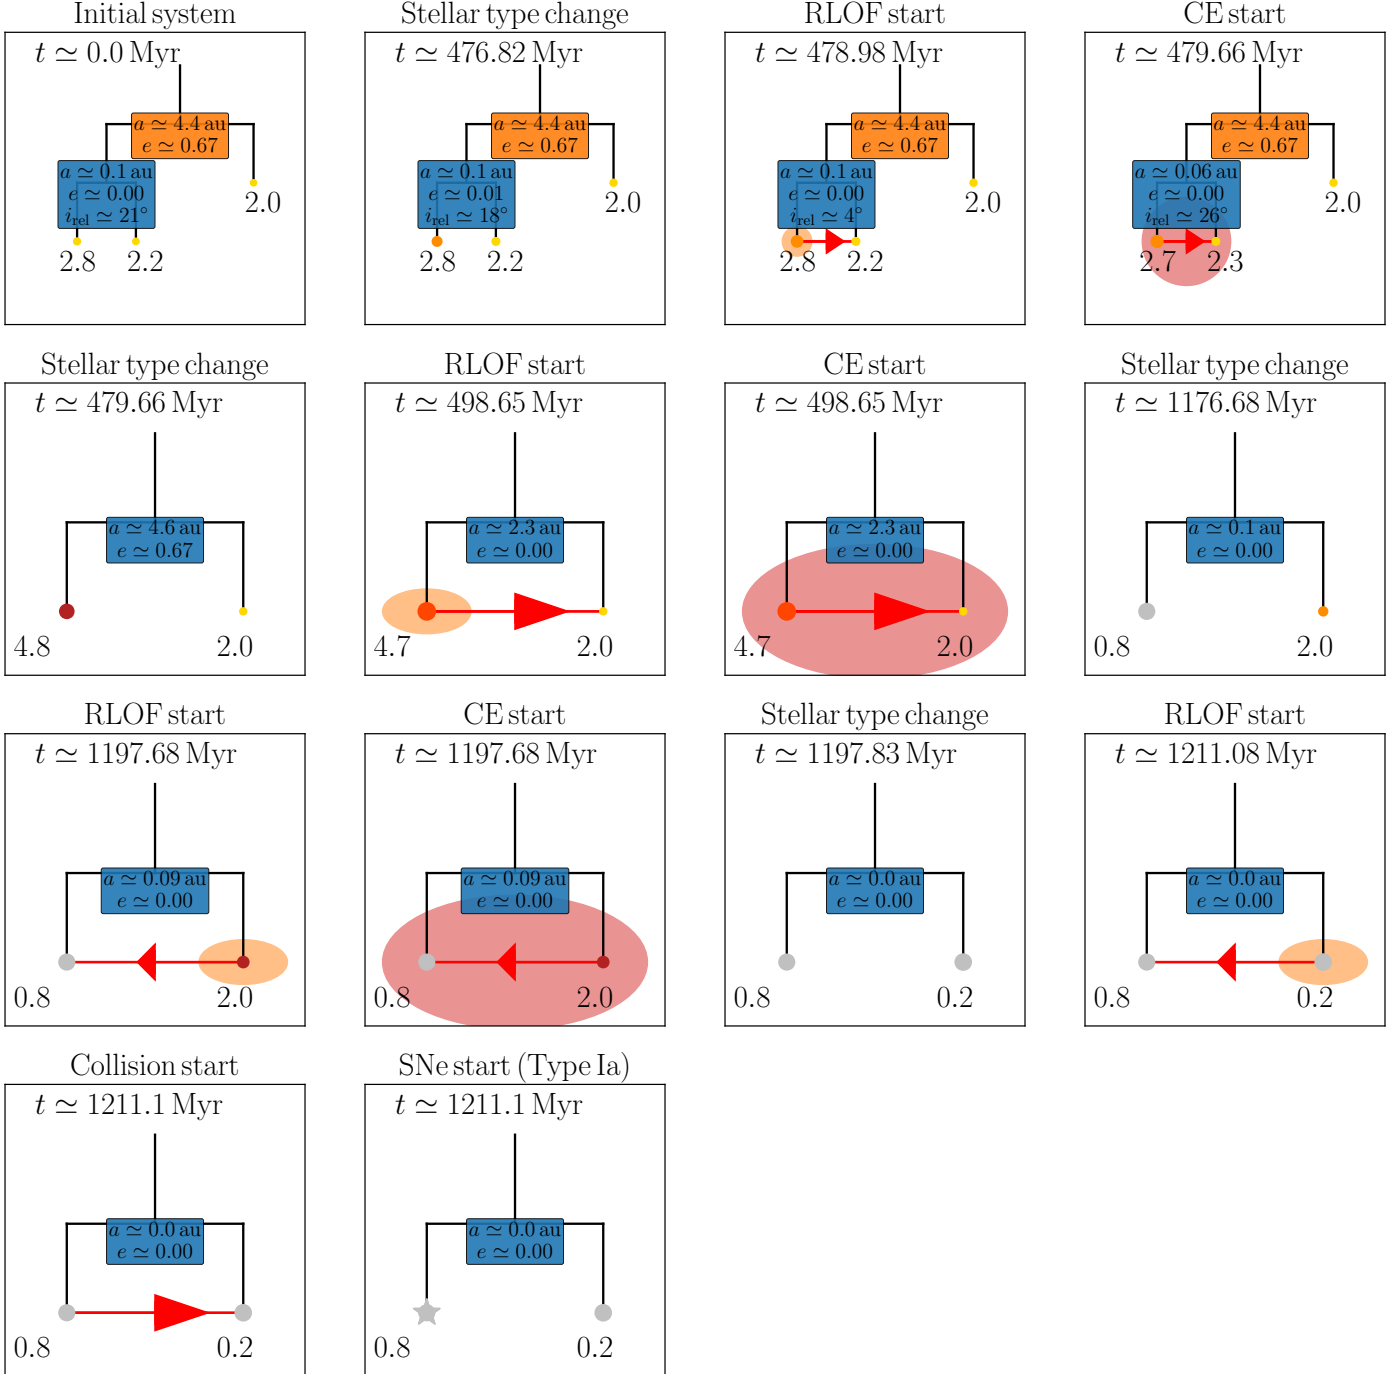 Initial system
t ≃ 0.0 Myr
a ≃ 4.4 au
e ≃ 0.67
a ≃ 0.1 au
e ≃ 0.00
i_rel ≃ 21°
2.0
2.8
2.2
Stellar type change
t ≃ 476.82 Myr
a ≃ 4.4 au
e ≃ 0.67
a ≃ 0.1 au
e ≃ 0.01
i_rel ≃ 18°
2.0
2.8
2.2
RLOF start
t ≃ 478.98 Myr
a ≃ 4.4 au
e ≃ 0.67
a ≃ 0.1 au
e ≃ 0.00
i_rel ≃ 4°
2.0
2.8
2.2
CE start
t ≃ 479.66 Myr
a ≃ 4.4 au
e ≃ 0.67
a ≃ 0.06 au
e ≃ 0.00
i_rel ≃ 26°
2.0
2.7
2.3
Stellar type change
t ≃ 479.66 Myr
a ≃ 4.6 au
e ≃ 0.67
4.8
2.0
RLOF start
t ≃ 498.65 Myr
a ≃ 2.3 au
e ≃ 0.00
4.7
2.0
CE start
t ≃ 498.65 Myr
a ≃ 2.3 au
e ≃ 0.00
4.7
2.0
Stellar type change
t ≃ 1176.68 Myr
a ≃ 0.1 au
e ≃ 0.00
0.8
2.0
RLOF start
t ≃ 1197.68 Myr
a ≃ 0.09 au
e ≃ 0.00
0.8
2.0
CE start
t ≃ 1197.68 Myr
a ≃ 0.09 au
e ≃ 0.00
0.8
2.0
Stellar type change
t ≃ 1197.83 Myr
a ≃ 0.0 au
e ≃ 0.00
0.8
0.2
RLOF start
t ≃ 1211.08 Myr
a ≃ 0.0 au
e ≃ 0.00
0.8
0.2
Collision start
t ≃ 1211.1 Myr
a ≃ 0.0 au
e ≃ 0.00
0.8
0.2
SNe start (Type Ia)
t ≃ 1211.1 Myr
a ≃ 0.0 au
e ≃ 0.00
0.8
0.2